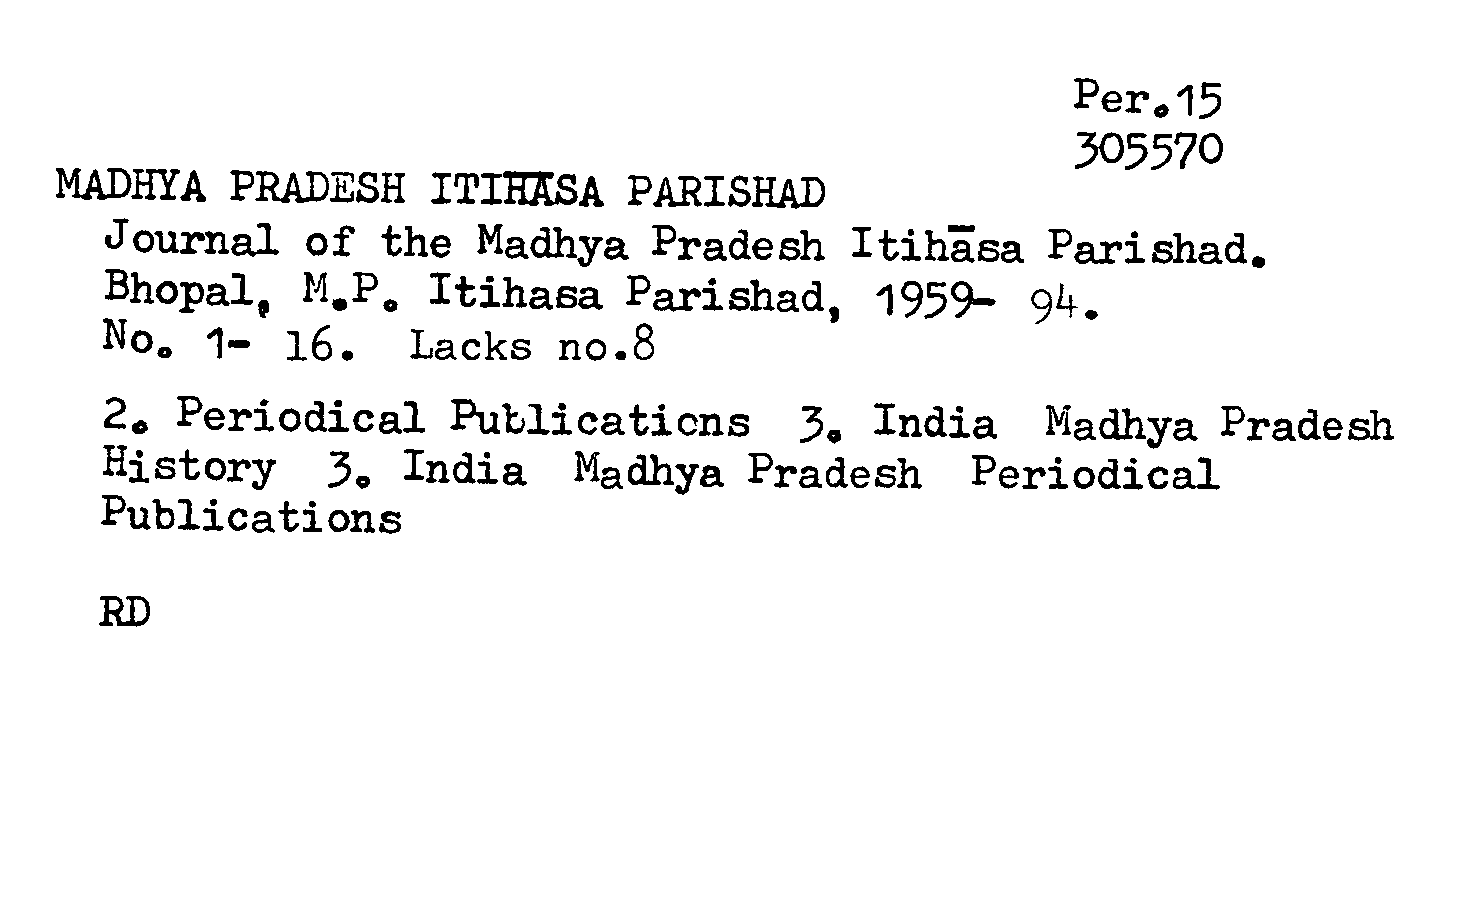 Per.15
305570
MADHYA PRADESH ITIHĀSA PARISHAD
Journal of the Madhya Pradesh Itihāsa Parishad.
Bhopal, M.P. Itihasa Parishad, 1959- 94.
No. 1- 16. Lacks no.8
2. Periodical Publications 3. India Madhya Pradesh
History 3. India Madhya Pradesh Periodical
Publications
RD